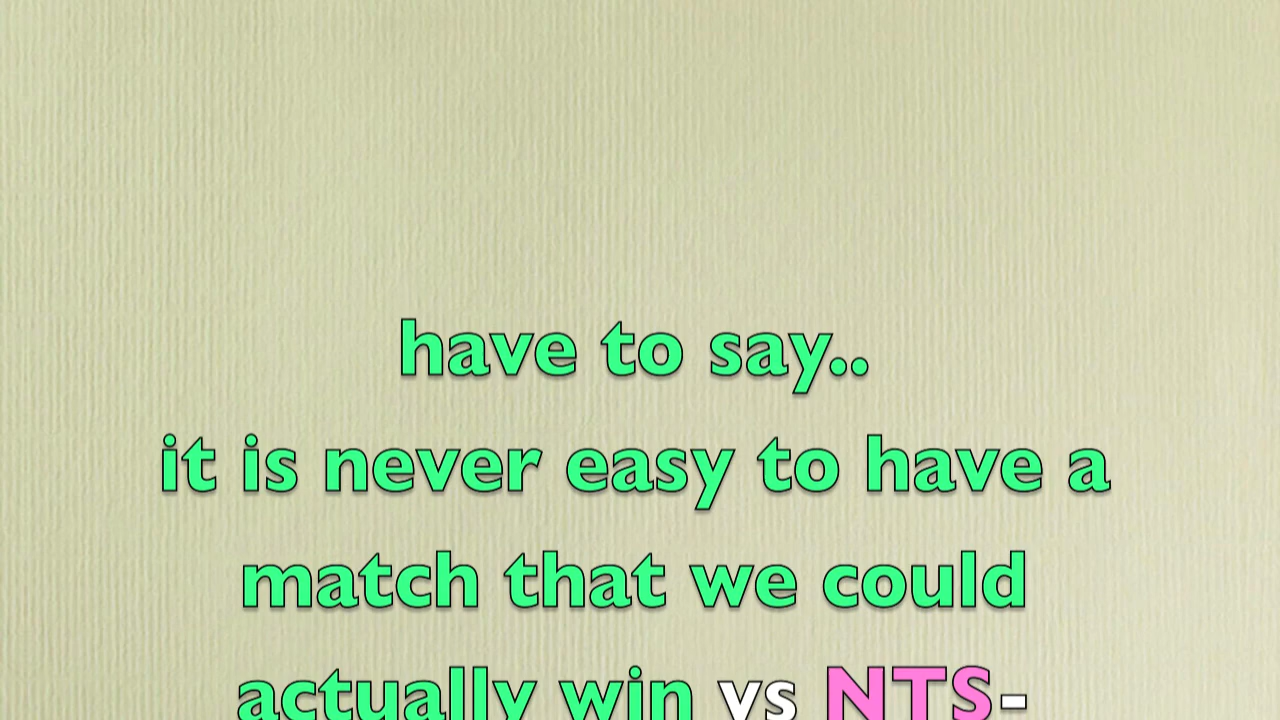 have to say..
it is never easy to have a
match that we could
actually win vs NTS-